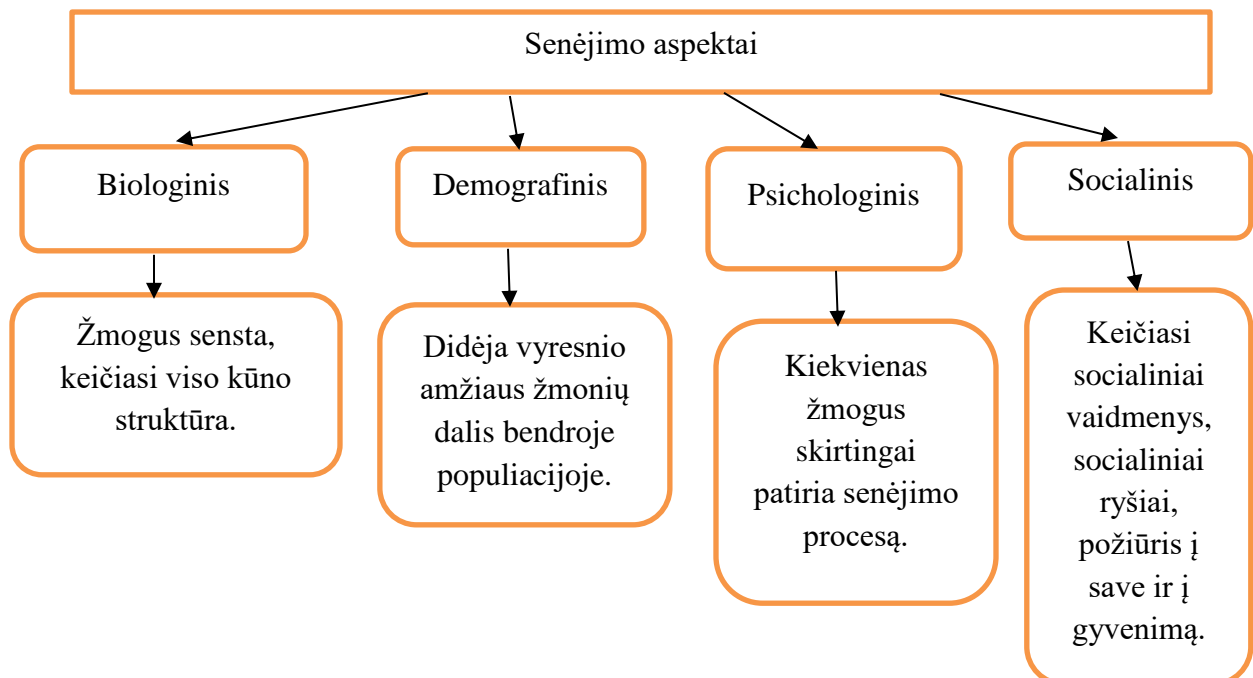 Senėjimo aspektai
Biologinis
Demografinis
Psichologinis
Socialinis
Žmogus sensta,
keičiasi viso kūno
struktūra.
Didėja vyresnio
amžiaus žmonių
dalis bendroje
populiacijoje.
Kiekvienas
žmogus
skirtingai
patiria senėjimo
procesą.
Keičiasi
socialiniai
vaidmenys,
socialiniai
ryšiai,
požiūris į
save ir į
gyvenimą.